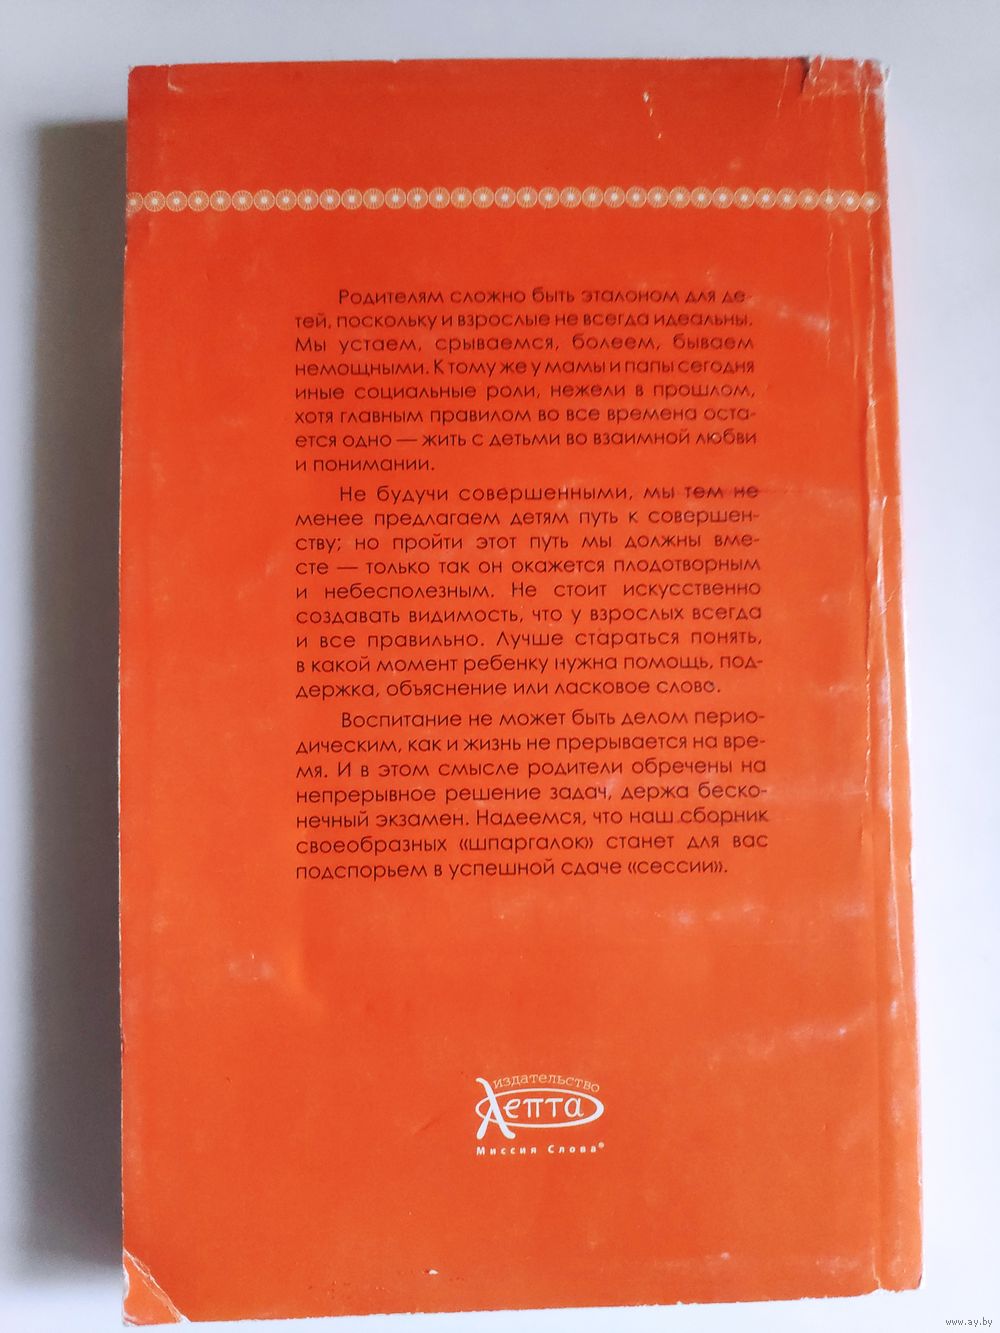 Родителям сложно быть эталоном для де-
тей, поскольку и взрослые не всегда идеальны.
Мы устаем, срываемся, болеем, бываем
немощными. К тому же у мамы и папы сегодня
иные социальные роли, нежели в прошлом,
хотя главным правилом во все времена оста-
ется одно — жить с детьми во взаимной любви
и понимании.
Не будучи совершенными, мы тем не
менее предлагаем детям путь к совершен-
ству; но пройти этот путь мы должны вме-
сте — только так он окажется плодотворным
и небесполезным. Не стоит искусственно
создавать видимость, что у взрослых всегда
и все правильно. Лучше стараться понять,
в какой момент ребенку нужна помощь, под-
держка, объяснение или ласковое слово.
Воспитание не может быть делом перио-
дическим, как и жизнь не прерывается на вре-
мя. И в этом смысле родители обречены на
непрерывное решение задач, держа беско-
нечный экзамен. Надеемся, что наш сборник
своеобразных «шпаргалок» станет для вас
подспорьем в успешной сдаче «сессии».
издательство
Лепта
Миссия Слова®
www.ay.by